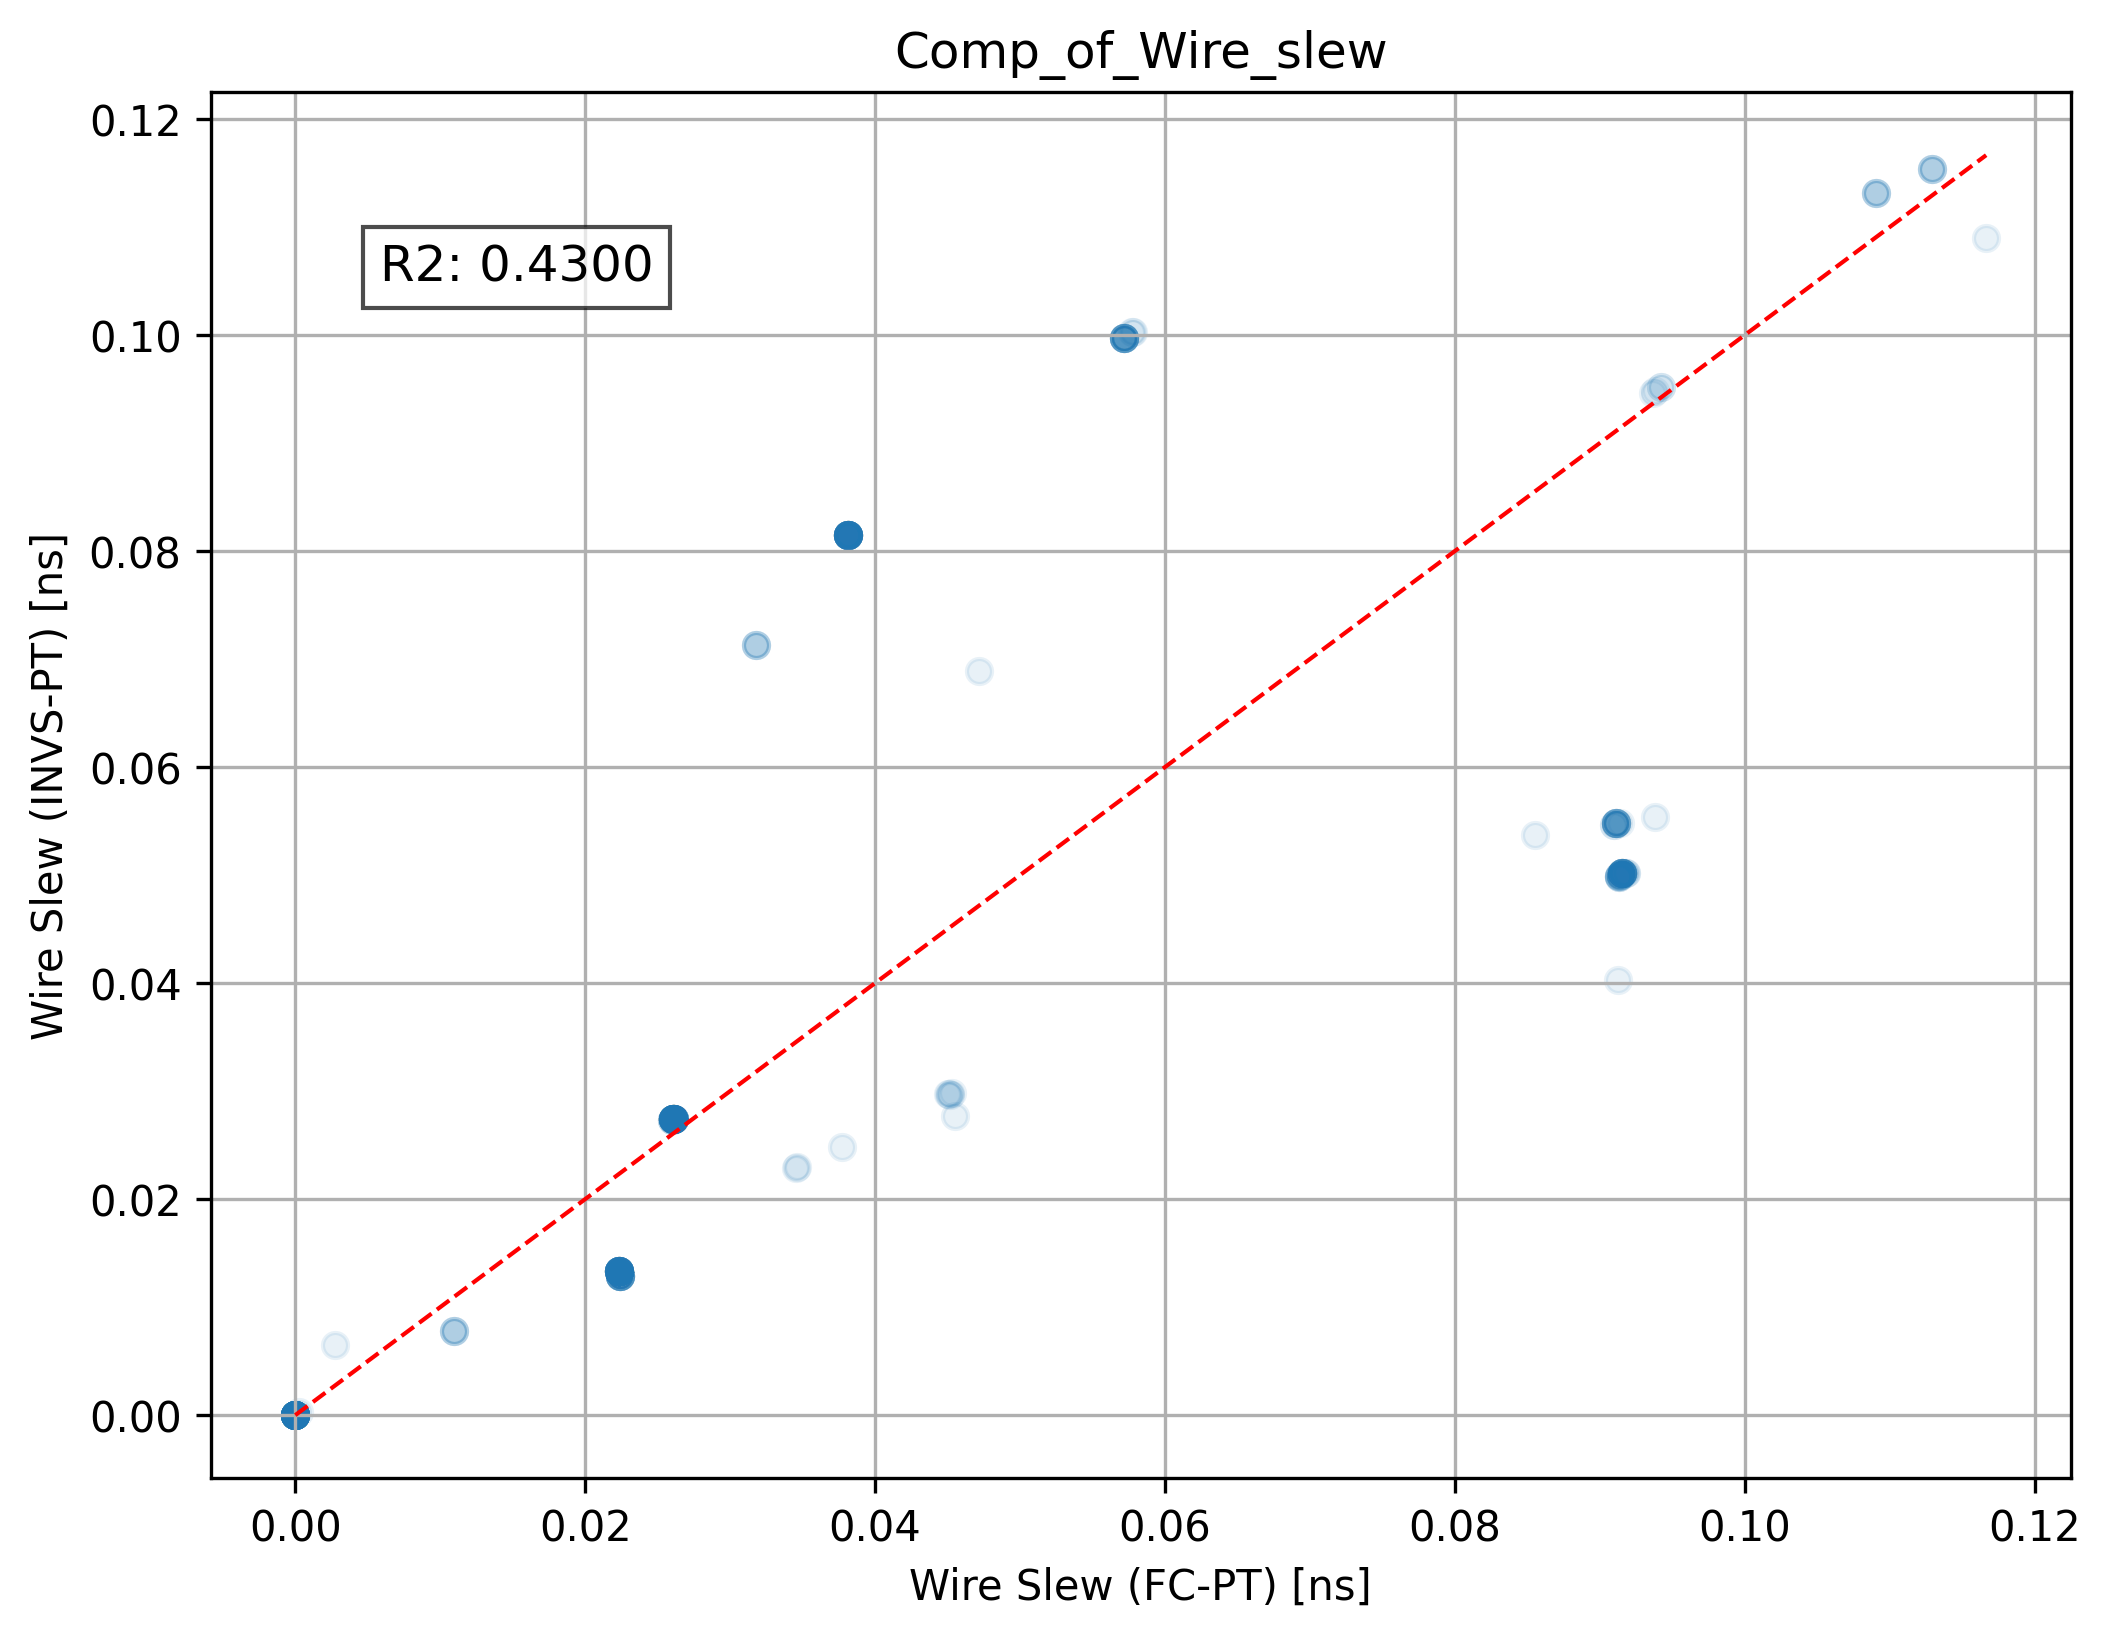 Comp_of_Wire_slew
0.12
0.10
0.08
0.06
0.04
0.02
0.00
Wire Slew (INVS-PT) [ns]
R2: 0.4300
0.00 0.02 0.04 0.06 0.08 0.10 0.12
Wire Slew (FC-PT) [ns]